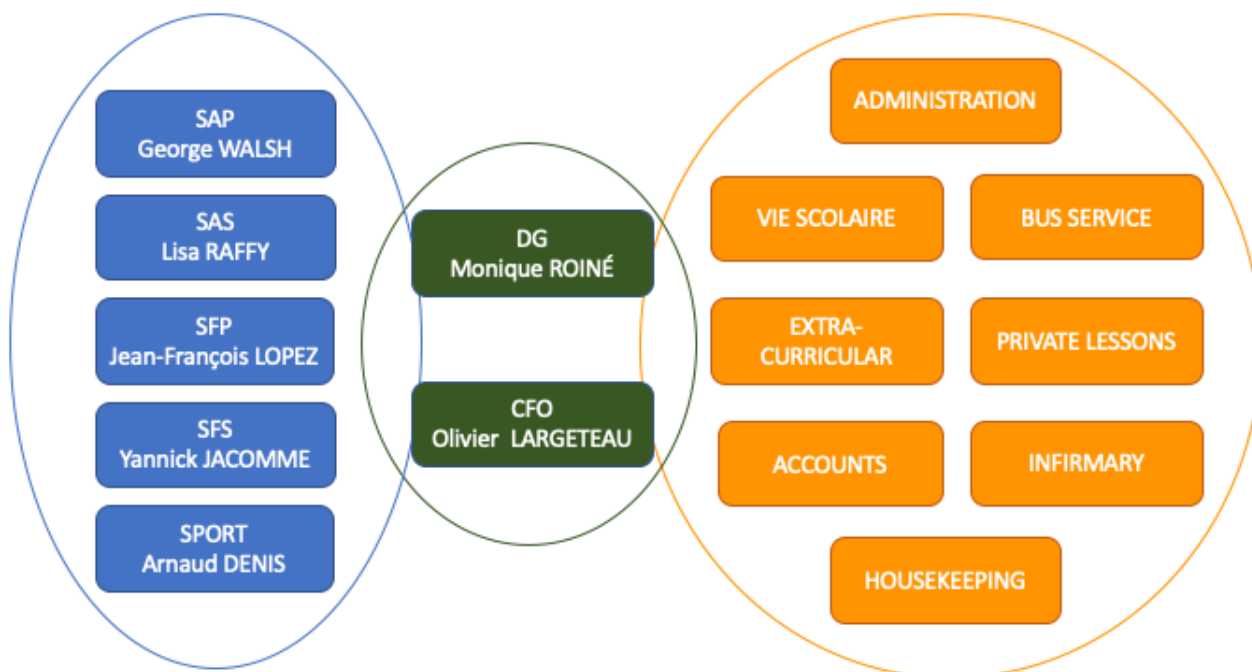 SAP
George WALSH
SAS
Lisa RAFFY
SFP
Jean-François LOPEZ
SFS
Yannick JACOMME
SPORT
Arnaud DENIS
DG
Monique ROINÉ
CFO
Olivier LARGETEAU
ADMINISTRATION
VIE SCOLAIRE
BUS SERVICE
EXTRA-
CURRICULAR
PRIVATE LESSONS
ACCOUNTS
INFIRMARY
HOUSEKEEPING